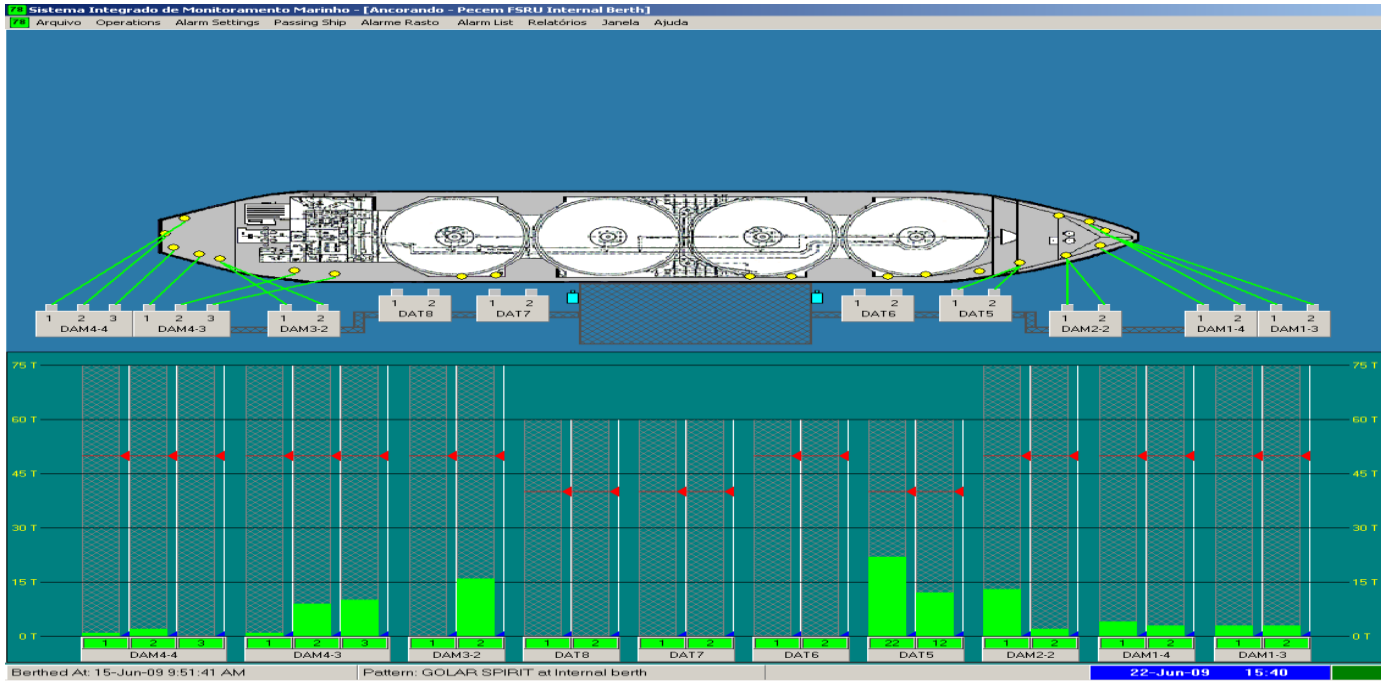 78 Sistema Integrado de Monitoramento Marinho - [Ancorando - Pecem FSRU Internal Berth]
78 Arquivo Operations Alarm Settings Passing Ship Alarme Rasto Alarm List Relatórios Janela Ajuda
1 2 1 2 1 2 1 2
DAT8 DAT7 DAT6 DAT5
1 2 3 1 2 3 1 2 1 2 1 2 1 2
DAM4-4 DAM4-3 DAM3-2 DAM2-2 DAM1-4 DAM1-3
75 T 75 T
60 T 60 T
45 T 45 T
30 T 30 T
15 T 15 T
0 T 0 T
1 2 3 1 2 3 1 2 1 2 1 2 1 2 22 12 1 2 1 2 1 2
DAM4-4 DAM4-3 DAM3-2 DAT8 DAT7 DAT6 DAT5 DAM2-2 DAM1-4 DAM1-3
Berthed At: 15-Jun-09 9:51:41 AM Pattern: GOLAR SPIRIT at Internal berth 22-Jun-09 15:40